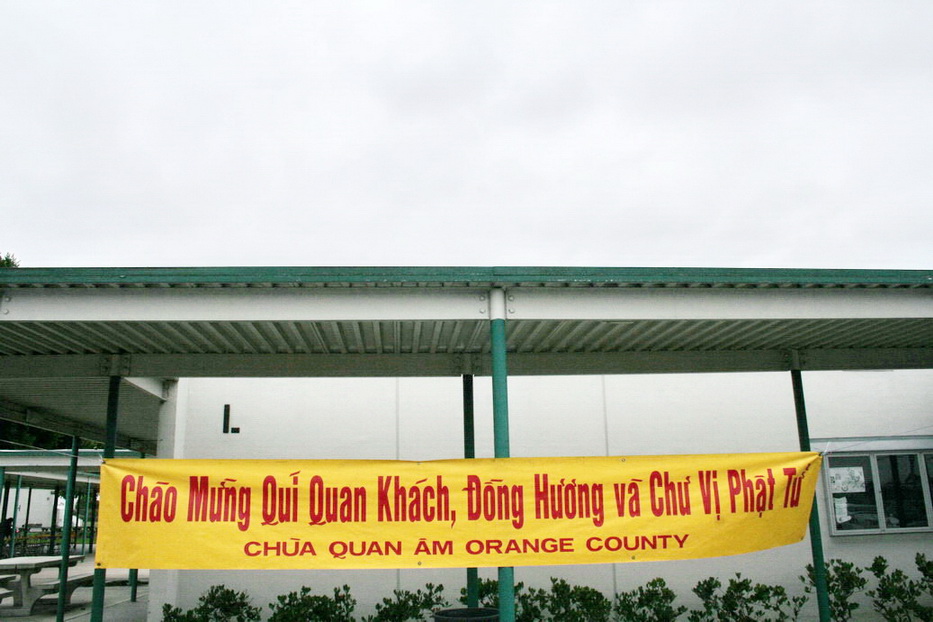 L
Chào Mừng Quí Quan Khách, Đồng Hương và Chư Vị Phật Tử
CHÙA QUAN ÂM ORANGE COUNTY